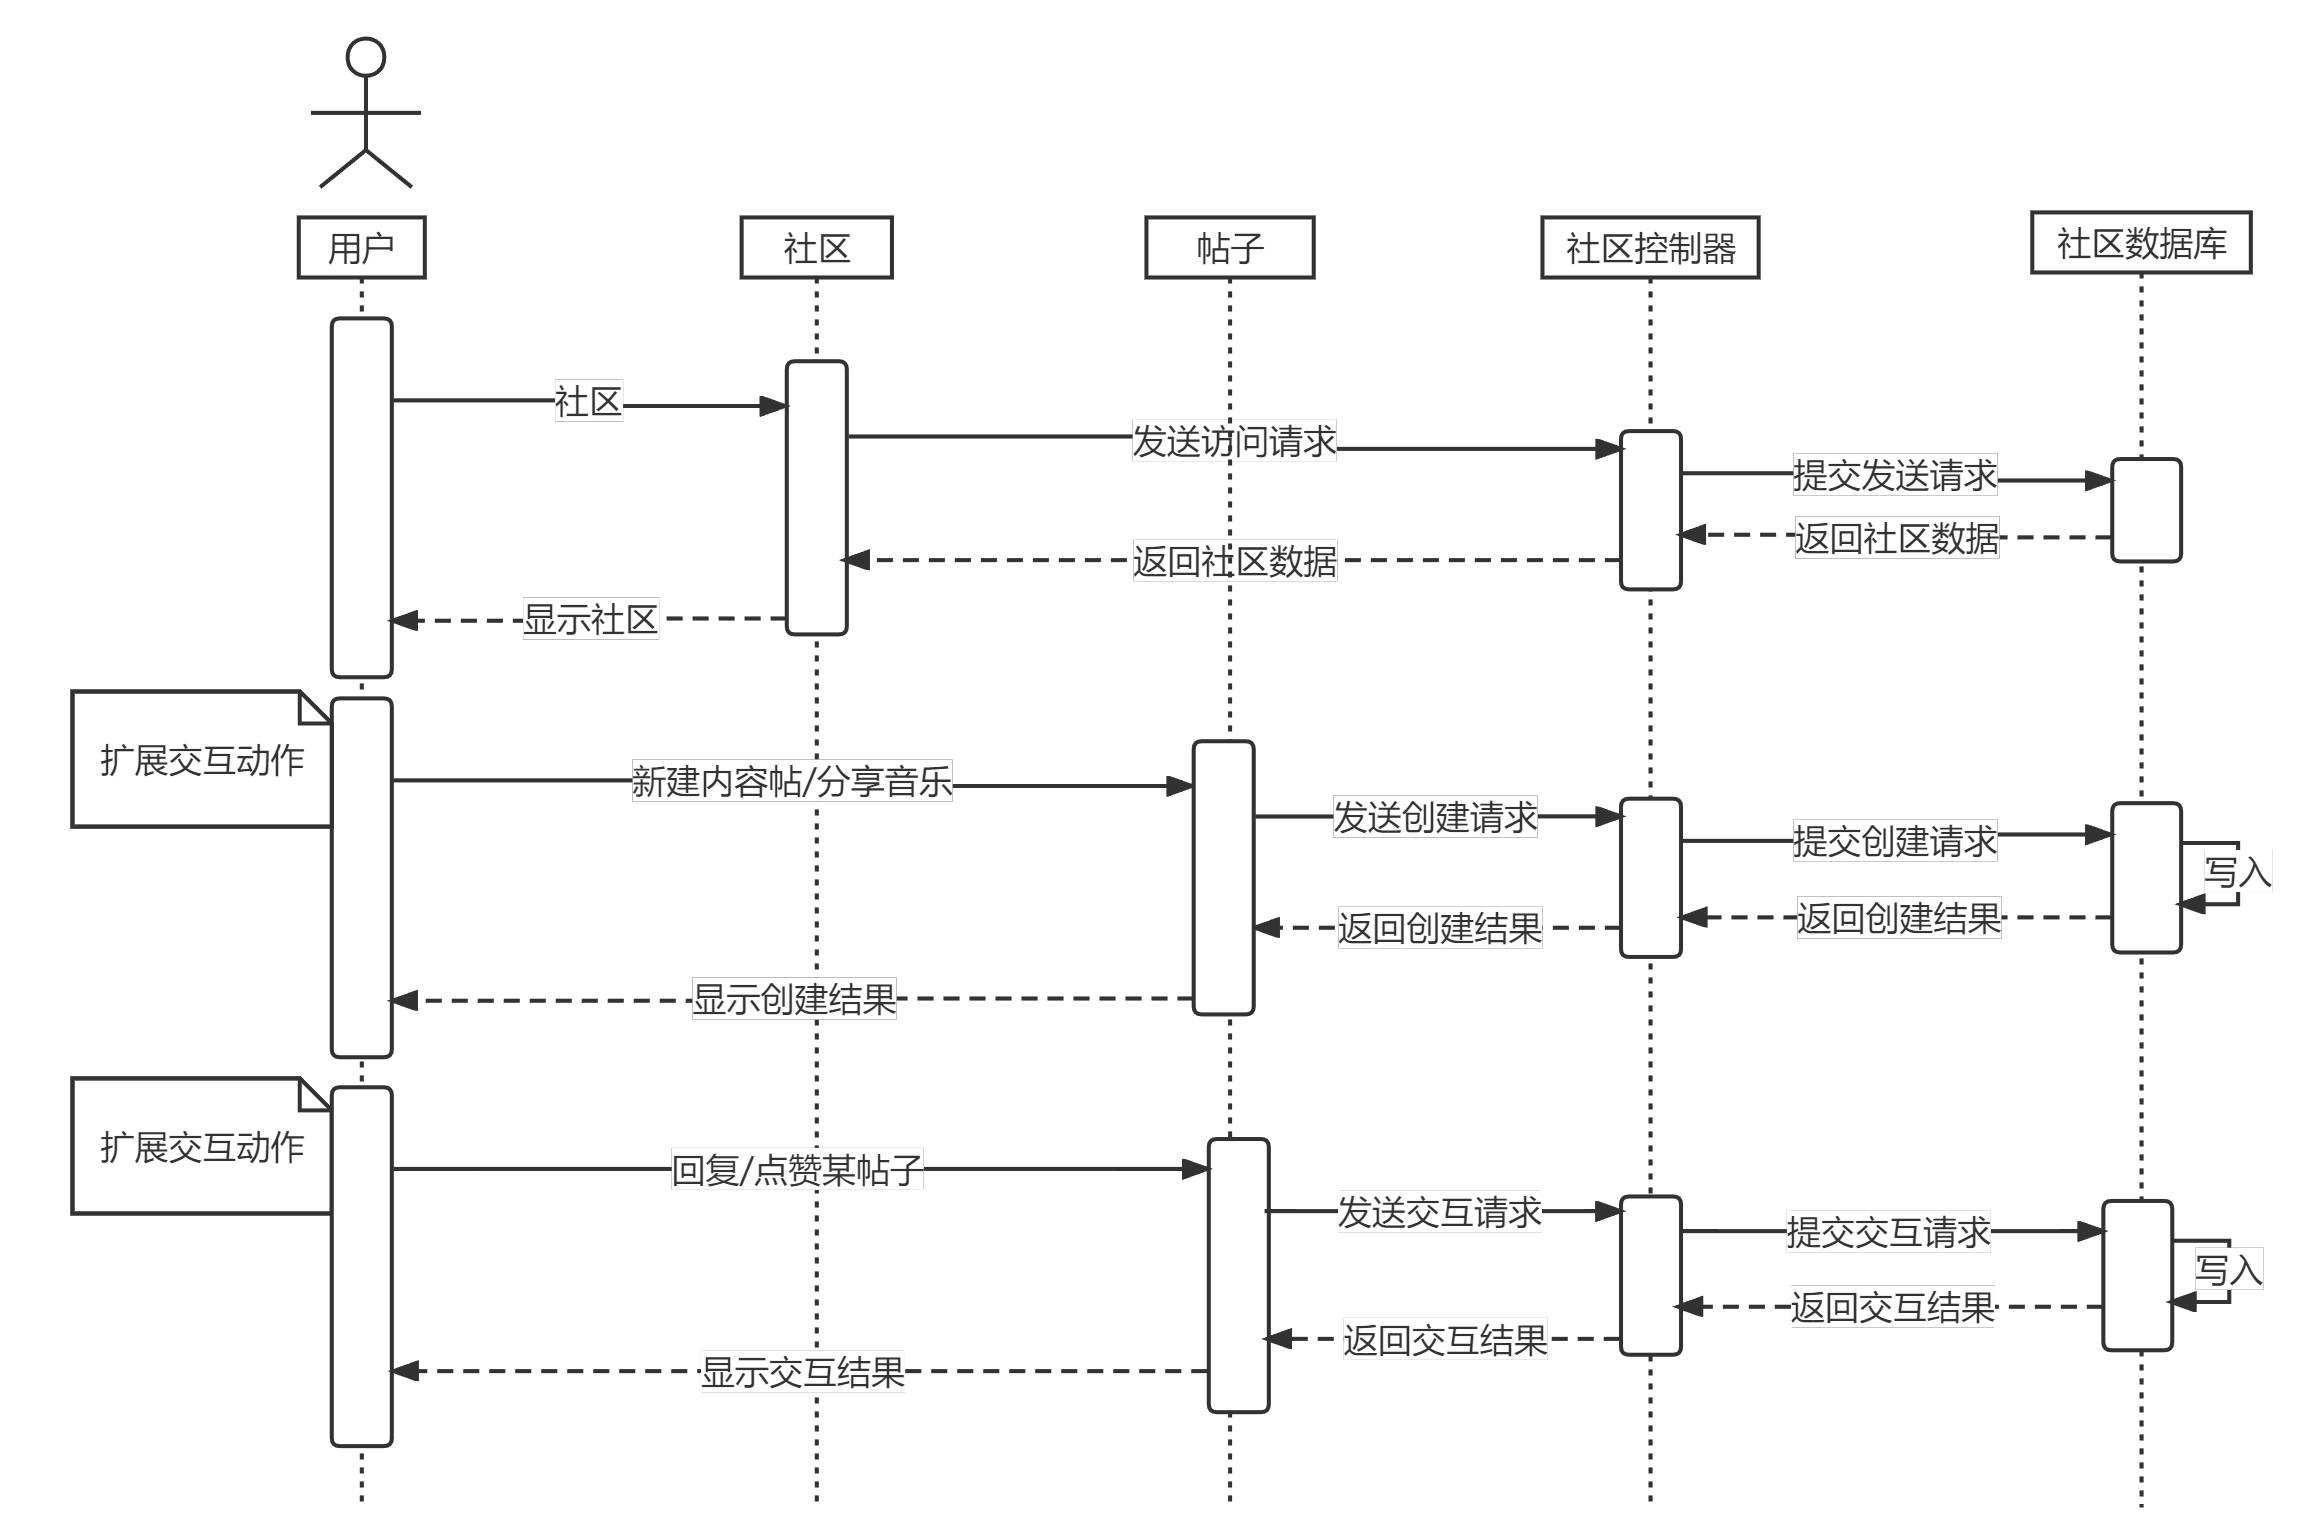 用户
社区
帖子
社区控制器
社区数据库
社区
发送访问请求
提交发送请求
返回社区数据
返回社区数据
显示社区
扩展交互动作
新建内容帖/分享音乐
发送创建请求
提交创建请求
写入
返回创建结果
返回创建结果
显示创建结果
扩展交互动作
回复/点赞某帖子
发送交互请求
提交交互请求
写入
返回交互结果
返回交互结果
显示交互结果